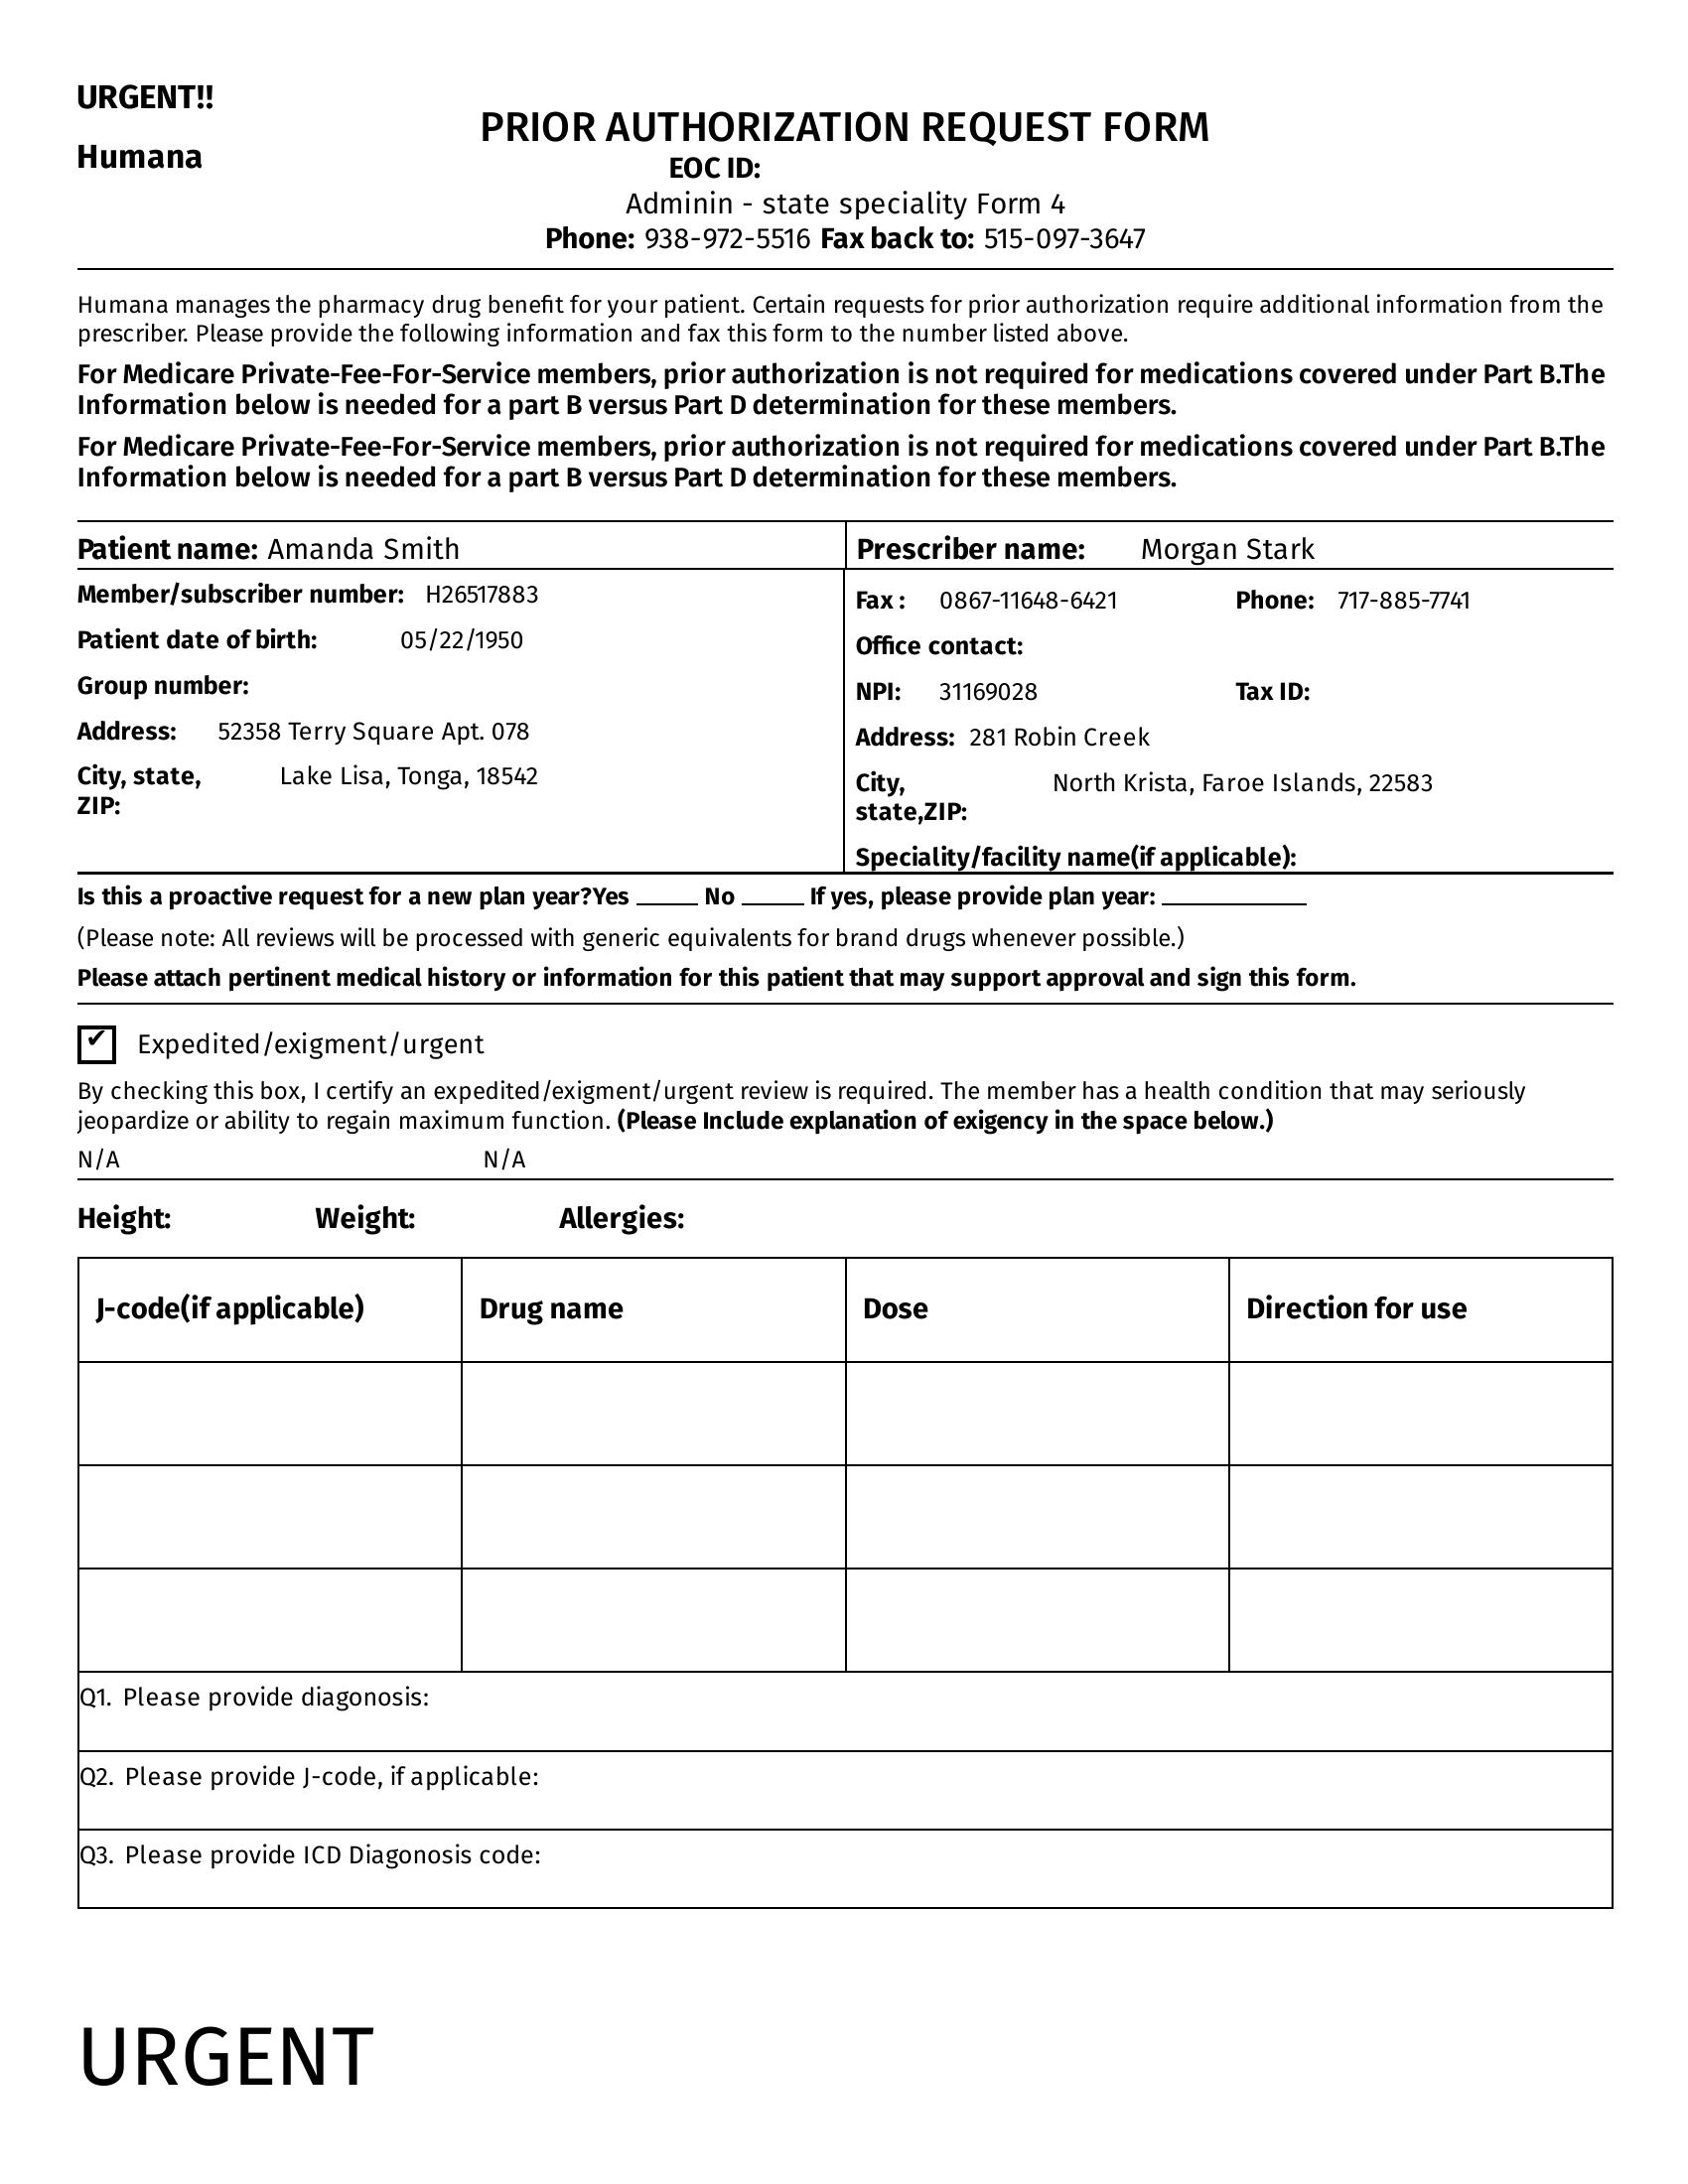 URGENT!!
Humana
PRIOR AUTHORIZATION REQUEST FORM
EOC ID:
Adminin - state speciality Form 4
Phone: 938-972-5516 Fax back to: 515-097-3647
Humana manages the pharmacy drug benefit for your patient. Certain requests for prior authorization require additional information from the
prescriber. Please provide the following information and fax this form to the number listed above.
For Medicare Private-Fee-For-Service members, prior authorization is not required for medications covered under Part B.The
Information below is needed for a part B versus Part D determination for these members.
For Medicare Private-Fee-For-Service members, prior authorization is not required for medications covered under Part B.The
Information below is needed for a part B versus Part D determination for these members.
Patient name: Amanda Smith
Member/subscriber number: H26517883
Patient date of birth: 05/22/1950
Group number:
Address: 52358 Terry Square Apt. 078
City, state, Lake Lisa, Tonga, 18542
ZIP:
Prescriber name: Morgan Stark
Fax : 0867-11648-6421 Phone: 717-885-7741
Office contact:
NPI: 31169028 Tax ID:
Address: 281 Robin Creek
City, North Krista, Faroe Islands, 22583
state,ZIP:
Speciality/facility name(if applicable):
Is this a proactive request for a new plan year?Yes _____ No _____ If yes, please provide plan year: ____________
(Please note: All reviews will be processed with generic equivalents for brand drugs whenever possible.)
Please attach pertinent medical history or information for this patient that may support approval and sign this form.
✔ Expedited/exigment/urgent
By checking this box, I certify an expedited/exigment/urgent review is required. The member has a health condition that may seriously
jeopardize or ability to regain maximum function. (Please Include explanation of exigency in the space below.)
N/A N/A
Height: Weight: Allergies:
J-code(if applicable) Drug name Dose Direction for use
Q1. Please provide diagonosis:
Q2. Please provide J-code, if applicable:
Q3. Please provide ICD Diagonosis code:
URGENT